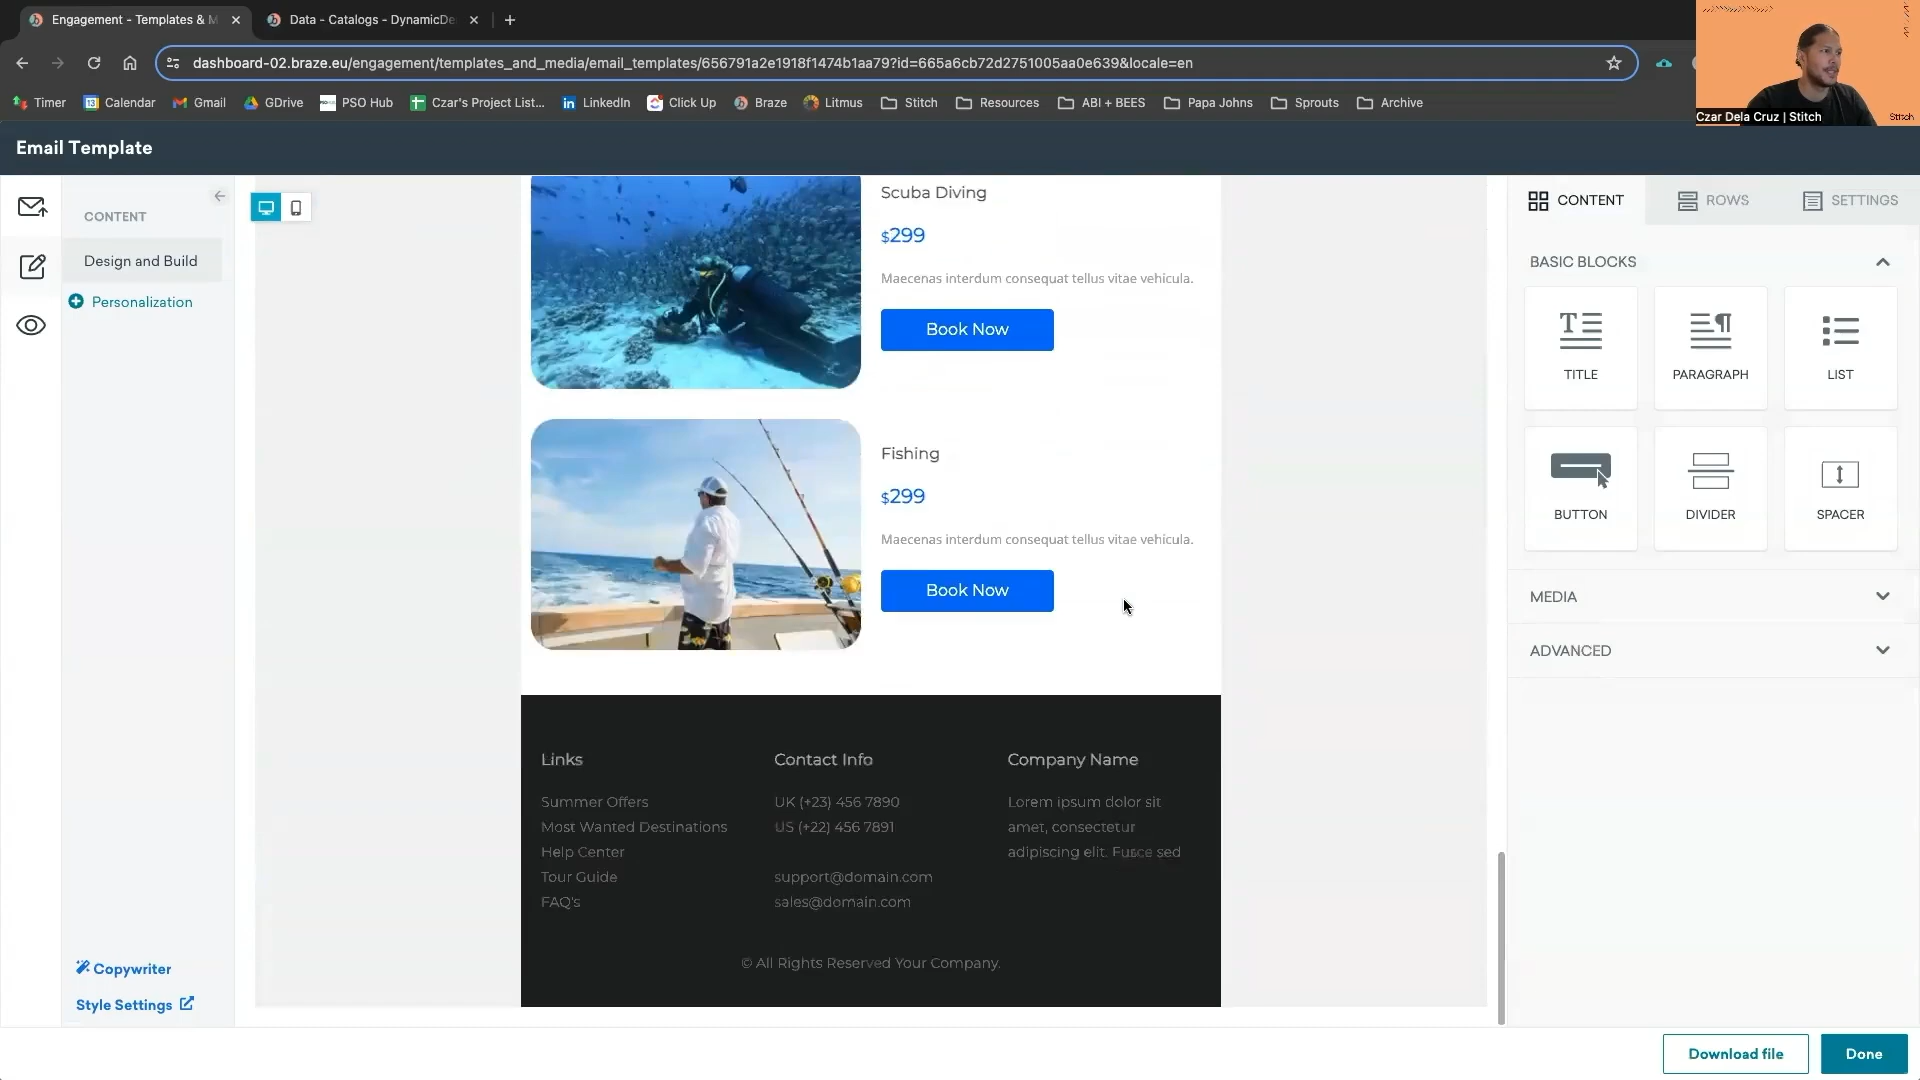 Engagement - Templates & M
Data - Catalogs - DynamicDe
dashboard-02.braze.eu/engagement/templates_and_media/email_templates/656791a2e1918f1474b1aa79?id=665a6cb72d2751005aa0e639&locale=en
Timer
Calendar
Gmail
GDrive
PSO Hub
Czar's Project List...
LinkedIn
Click Up
Braze
Litmus
Stitch
Resources
ABI + BEES
Papa Johns
Sprouts
Archive
Czar Dela Cruz | Stitch
Stitch
Email Template
CONTENT
Design and Build
Personalization
Copywriter
Style Settings
Scuba Diving
$299
Maecenas interdum consequat tellus vitae vehicula.
Book Now
Fishing
$299
Maecenas interdum consequat tellus vitae vehicula.
Book Now
Links
Summer Offers
Most Wanted Destinations
Help Center
Tour Guide
FAQ's
Contact Info
UK (+23) 456 7890
US (+22) 456 7891
support@domain.com
sales@domain.com
Company Name
Lorem ipsum dolor sit
amet, consectetur
adipiscing elit. Fusce sed
© All Rights Reserved Your Company.
CONTENT
ROWS
SETTINGS
BASIC BLOCKS
TITLE
PARAGRAPH
LIST
BUTTON
DIVIDER
SPACER
MEDIA
ADVANCED
Download file
Done